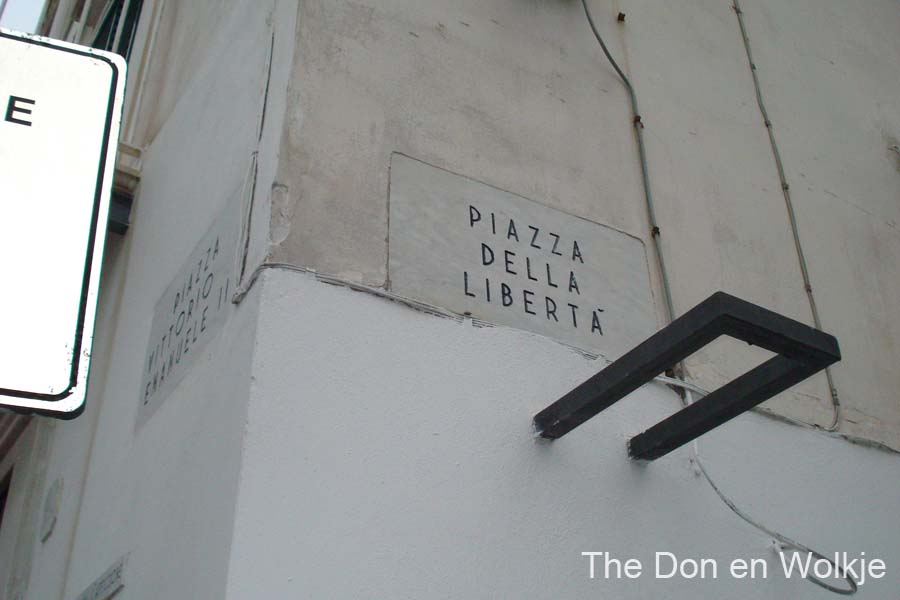 E
PIAZZA
VITTORIO
EMANUELE II
PIAZZA
DELLA
LIBERTÀ
The Don en Wolkje